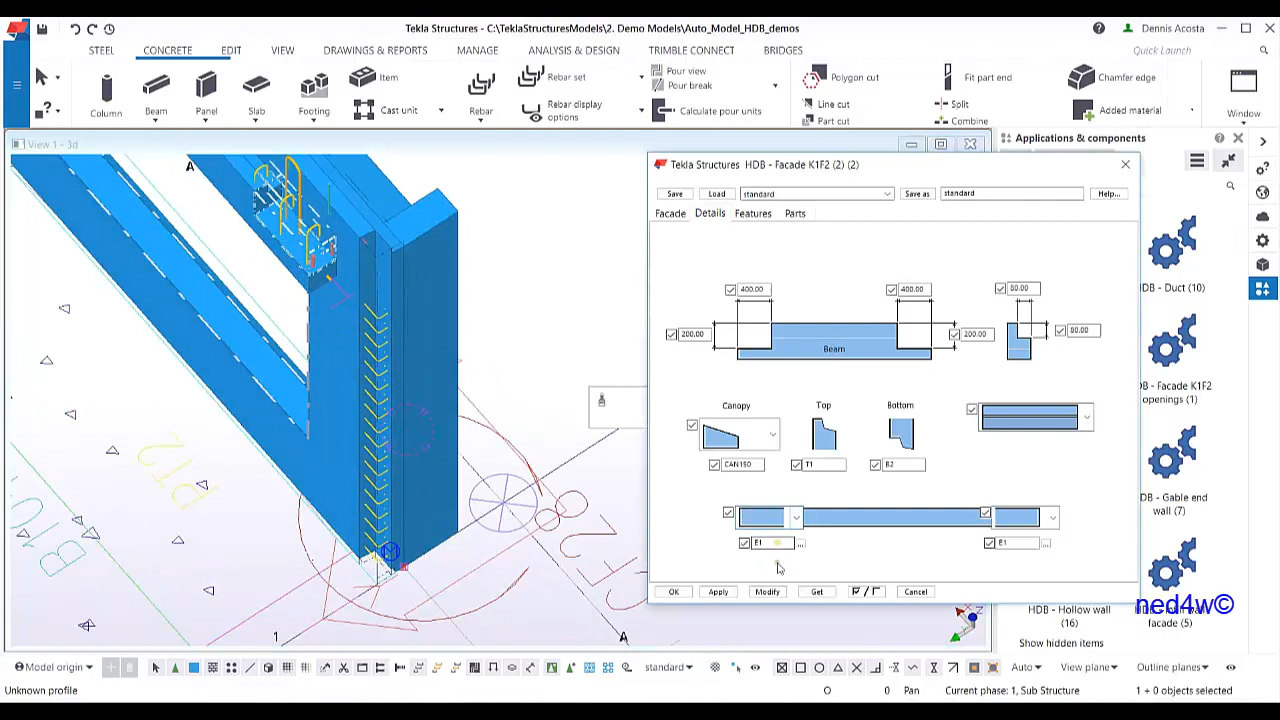 Tekla Structures - C:\TeklaStructuresModels\2. Demo Models\Auto_Model_HDB_demos
Dennis Acosta
STEEL CONCRETE EDIT VIEW DRAWINGS & REPORTS MANAGE ANALYSIS & DESIGN TRIMBLE CONNECT BRIDGES
Quick Launch
Column
Beam
Panel
Slab
Footing
Item
Cast unit
Rebar
Rebar set
Rebar display options
Pour view
Pour break
Calculate pour units
Polygon cut
Line cut
Part cut
Fit part end
Split
Combine
Chamfer edge
Added material
Window
View 1 - 3d
Applications & components
Tekla Structures HDB - Facade K1F2 (2) (2)
Save Load standard Save as standard Help...
Facade Details Features Parts
400.00 400.00 80.00
200.00 200.00 80.00
Beam
Canopy Top Bottom
CAN150 T1 B2
E1 E1
OK Apply Modify Get Cancel
HDB - Duct (10)
HDB - Facade K1F2
openings (1)
HDB - Gable end
wall (7)
HDB - Hollow wall
(16)
facade (5)
Show hidden items
ned4w©
A
1
A
Model origin standard Auto View plane Outline planes
Unknown profile O 0 Pan Current phase: 1, Sub Structure 1 + 0 objects selected